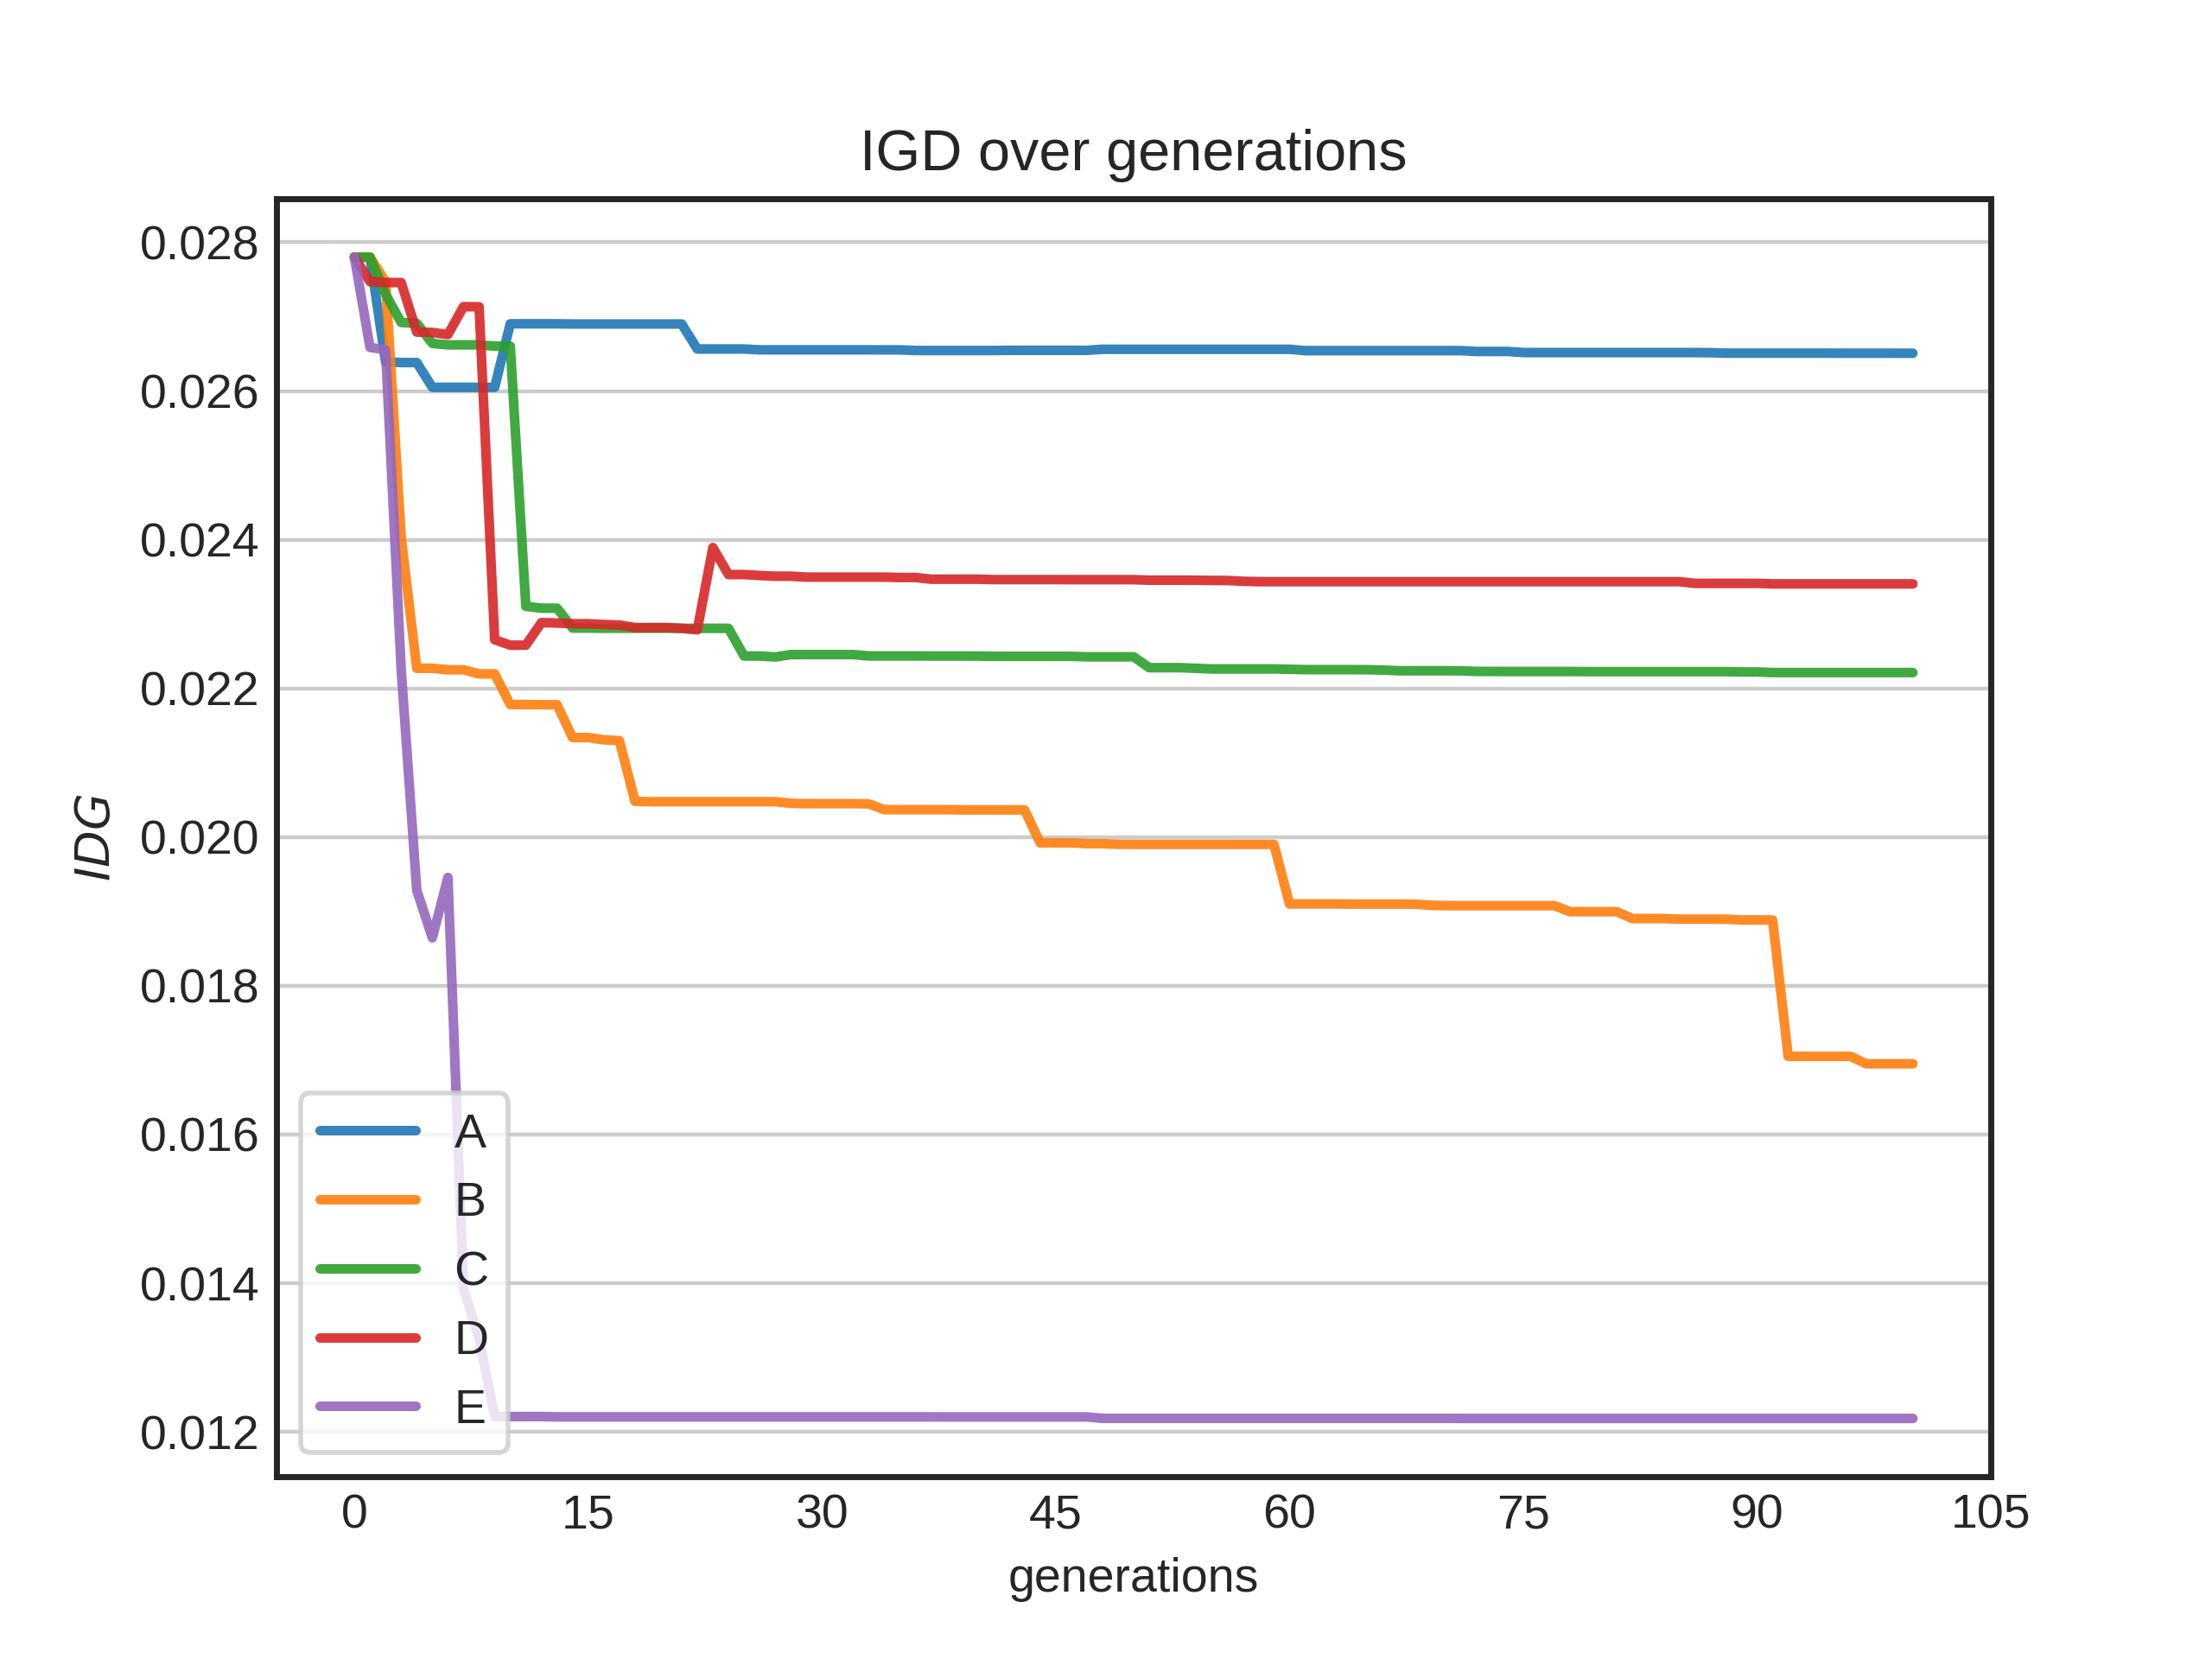 IGD over generations
0.028
0.026
0.024
0.022
0.020
0.018
0.016
0.014
0.012
IDG
A
B
C
D
E
0 15 30 45 60 75 90 105
generations